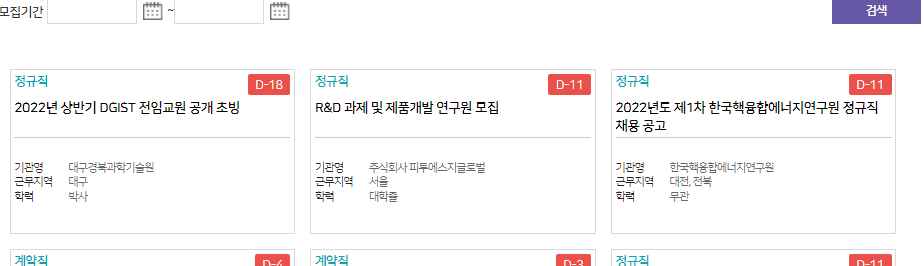 모집기간 ~ 검색
정규직 D-18
2022년 상반기 DGIST 전임교원 공개 초빙
기관명 대구경북과학기술원
근무지역 대구
학력 박사
정규직 D-11
R&D 과제 및 제품개발 연구원 모집
기관명 주식회사 피투에스지글로벌
근무지역 서울
학력 대학졸
정규직 D-11
2022년도 제1차 한국핵융합에너지연구원 정규직
채용 공고
기관명 한국핵융합에너지연구원
근무지역 대전, 전북
학력 무관
계약직 D-4
계약직 D-3
정규직 D-11